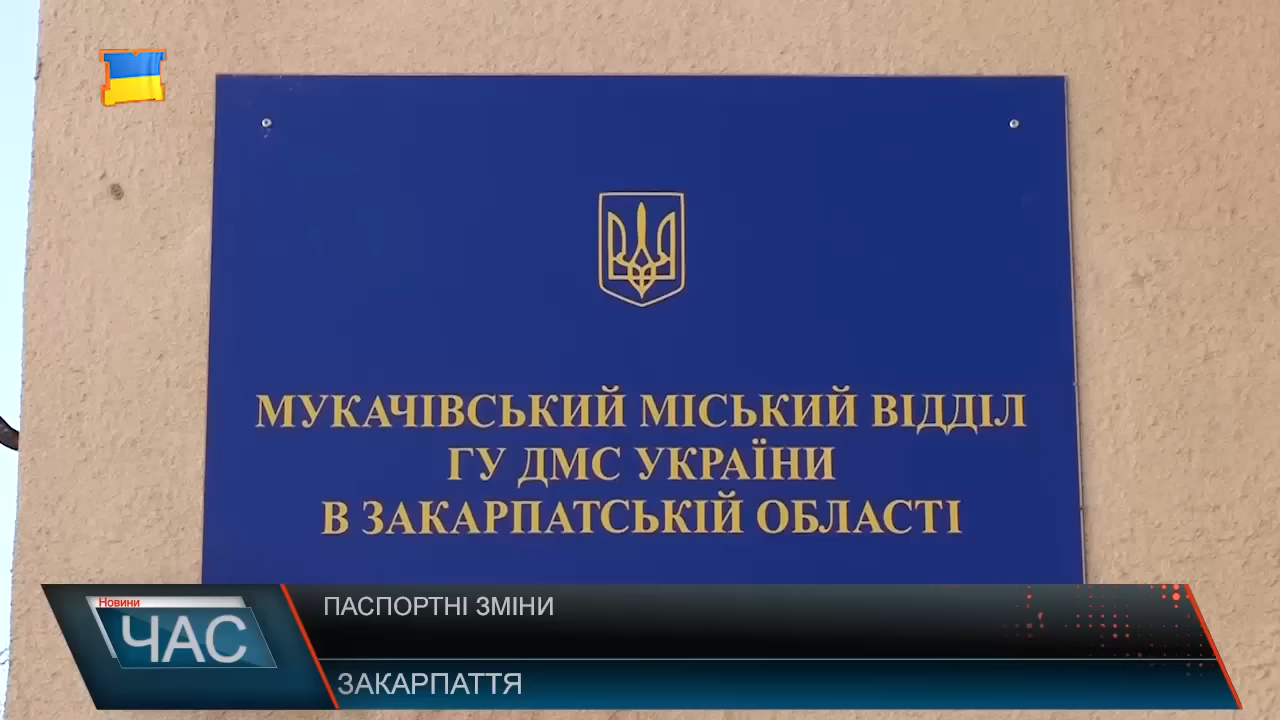 МУКАЧІВСЬКИЙ МІСЬКИЙ ВІДДІЛ
ГУ ДМС УКРАЇНИ
В ЗАКАРПАТСЬКІЙ ОБЛАСТІ
Новини
ЧАС
ПАСПОРТНІ ЗМІНИ
ЗАКАРПАТТЯ